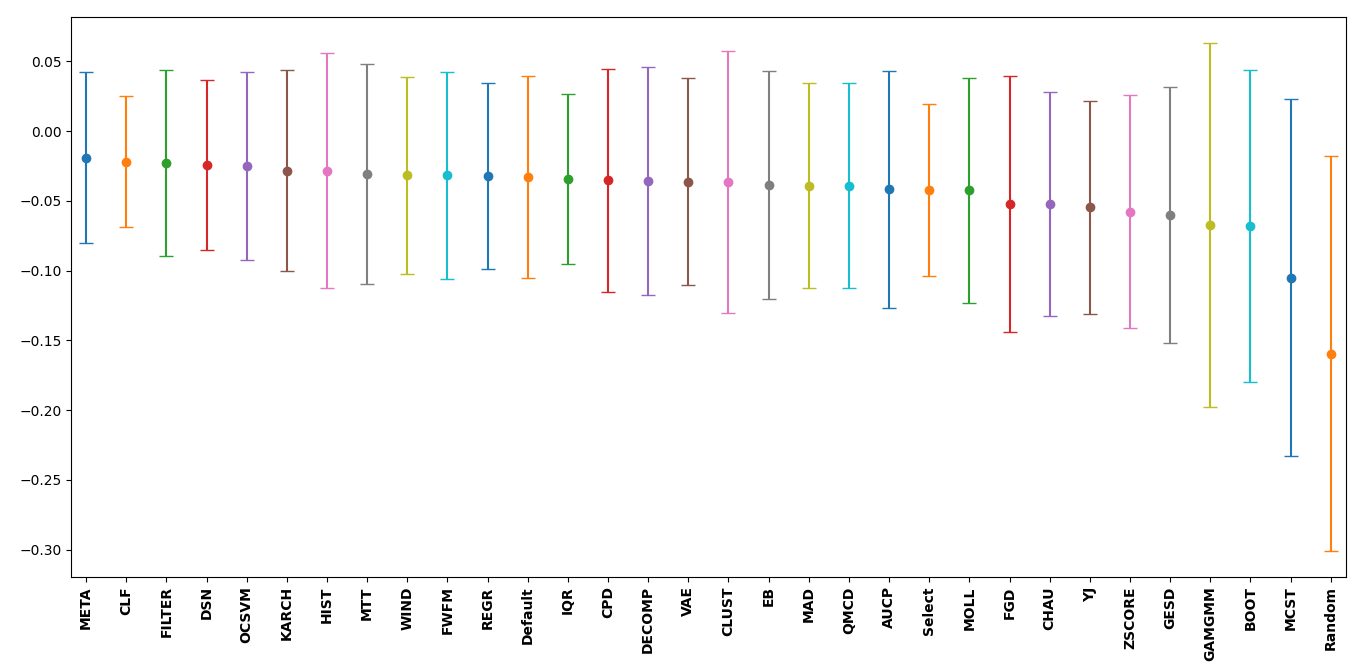 0.05
0.00
−0.05
−0.10
−0.15
−0.20
−0.25
−0.30
META
CLF
FILTER
DSN
OCSVM
KARCH
HIST
MTT
WIND
FWFM
REGR
Default
IQR
CPD
DECOMP
VAE
CLUST
EB
MAD
QMCD
AUCP
Select
MOLL
FGD
CHAU
YJ
ZSCORE
GESD
GAMGMM
BOOT
MCST
Random